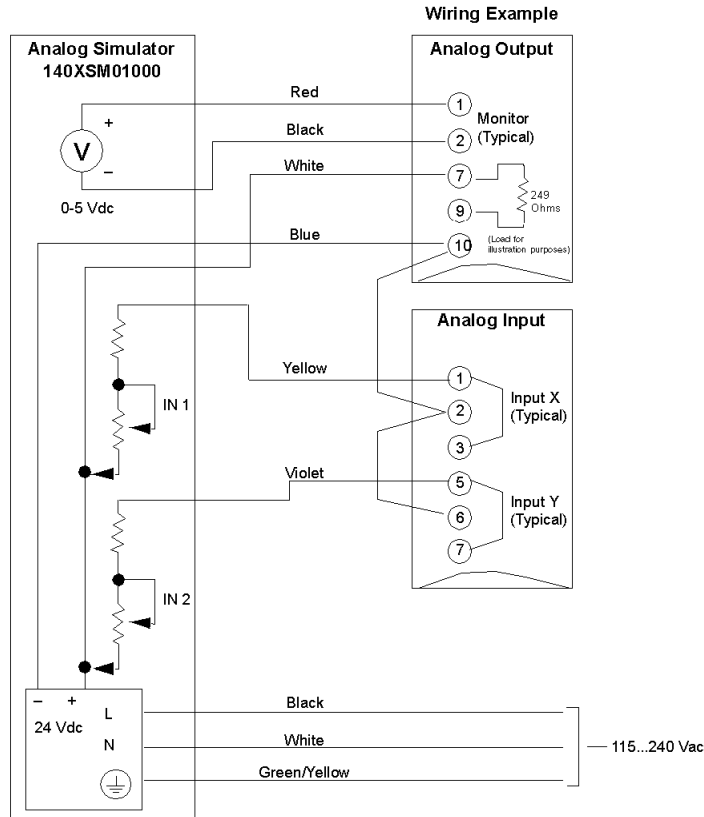 Wiring Example
Analog Simulator
140XSM01000
Analog Output
Red
1
+
Monitor
(Typical)
Black
2
V
White
7
–
249
Ohms
0-5 Vdc
9
Blue
10
(Load for
illustration purposes)
Analog Input
Yellow
1
Input X
(Typical)
IN 1
2
3
Violet
5
Input Y
(Typical)
6
7
IN 2
– +
24 Vdc
L
Black
N
White
115...240 Vac
Green/Yellow